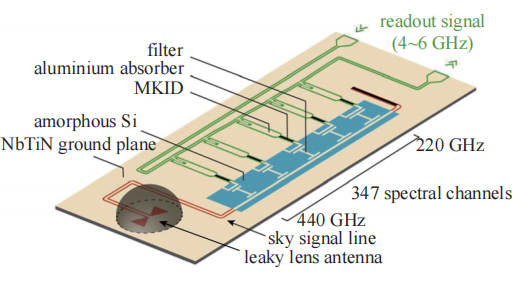 readout signal
(4~6 GHz)
filter
aluminium absorber
MKID
amorphous Si
NbTiN ground plane
220 GHz
347 spectral channels
440 GHz
sky signal line
leaky lens antenna